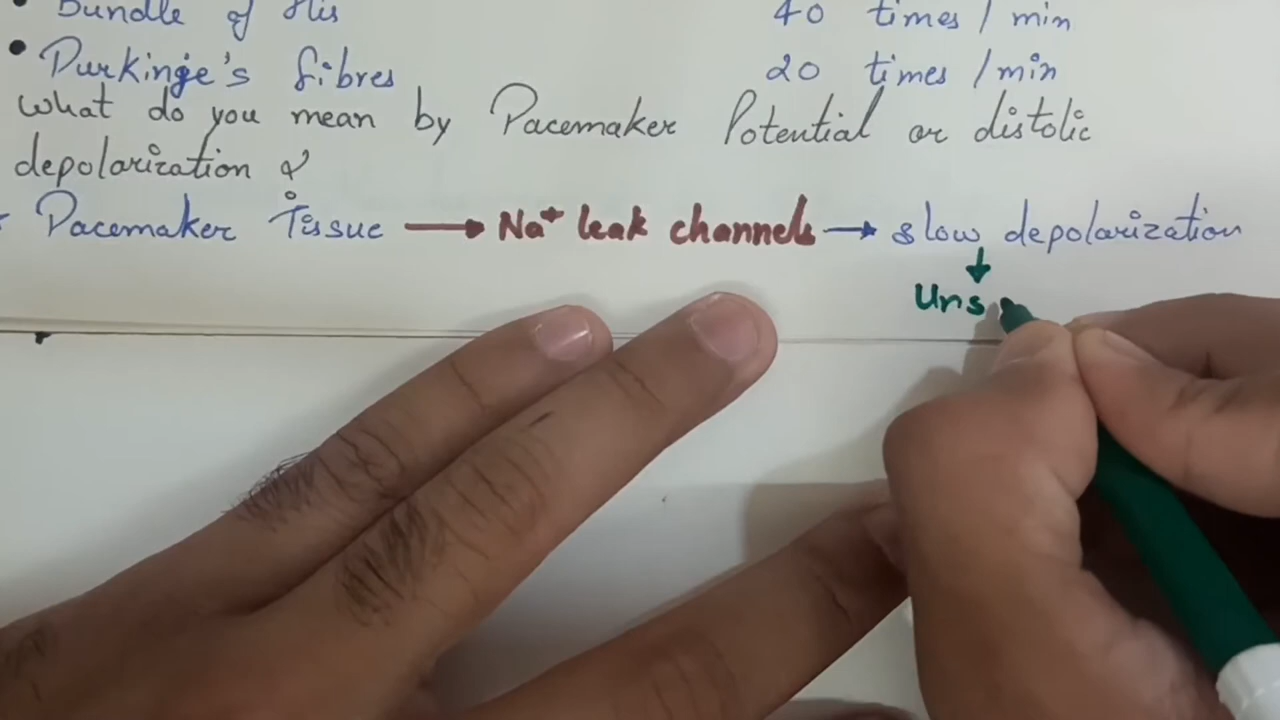 Bundle of His 40 times / min
• Purkinje's fibres 20 times / min
What do you mean by Pacemaker Potential or distolic
depolarization ?
Pacemaker Tissue → Na+ leak channels → slow depolarization
↓
Uns